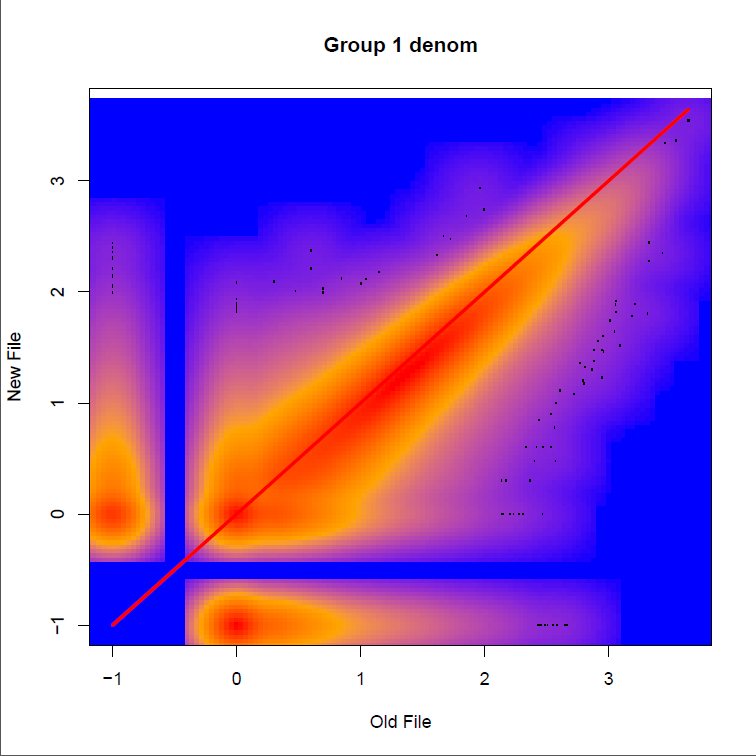 Group 1 denom
3
2
1
0
−1
New File
−1 0 1 2 3
Old File